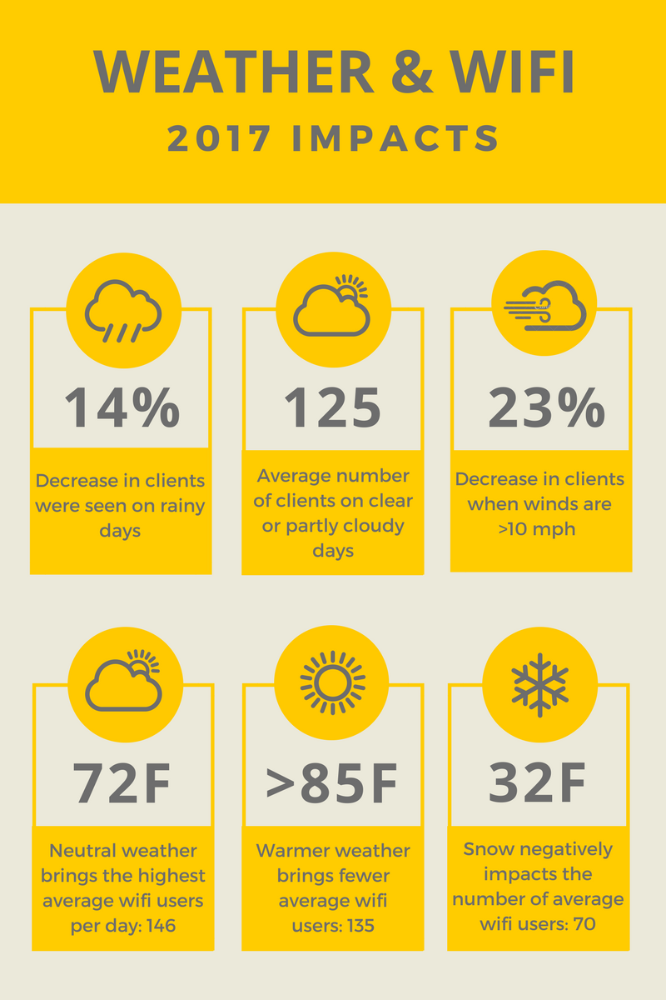 WEATHER & WIFI
2017 IMPACTS
14%
Decrease in clients
were seen on rainy
days
125
Average number
of clients on clear
or partly cloudy
days
23%
Decrease in clients
when winds are
>10 mph
72F
Neutral weather
brings the highest
average wifi users
per day: 146
>85F
Warmer weather
brings fewer
average wifi
users: 135
32F
Snow negatively
impacts the
number of average
wifi users: 70